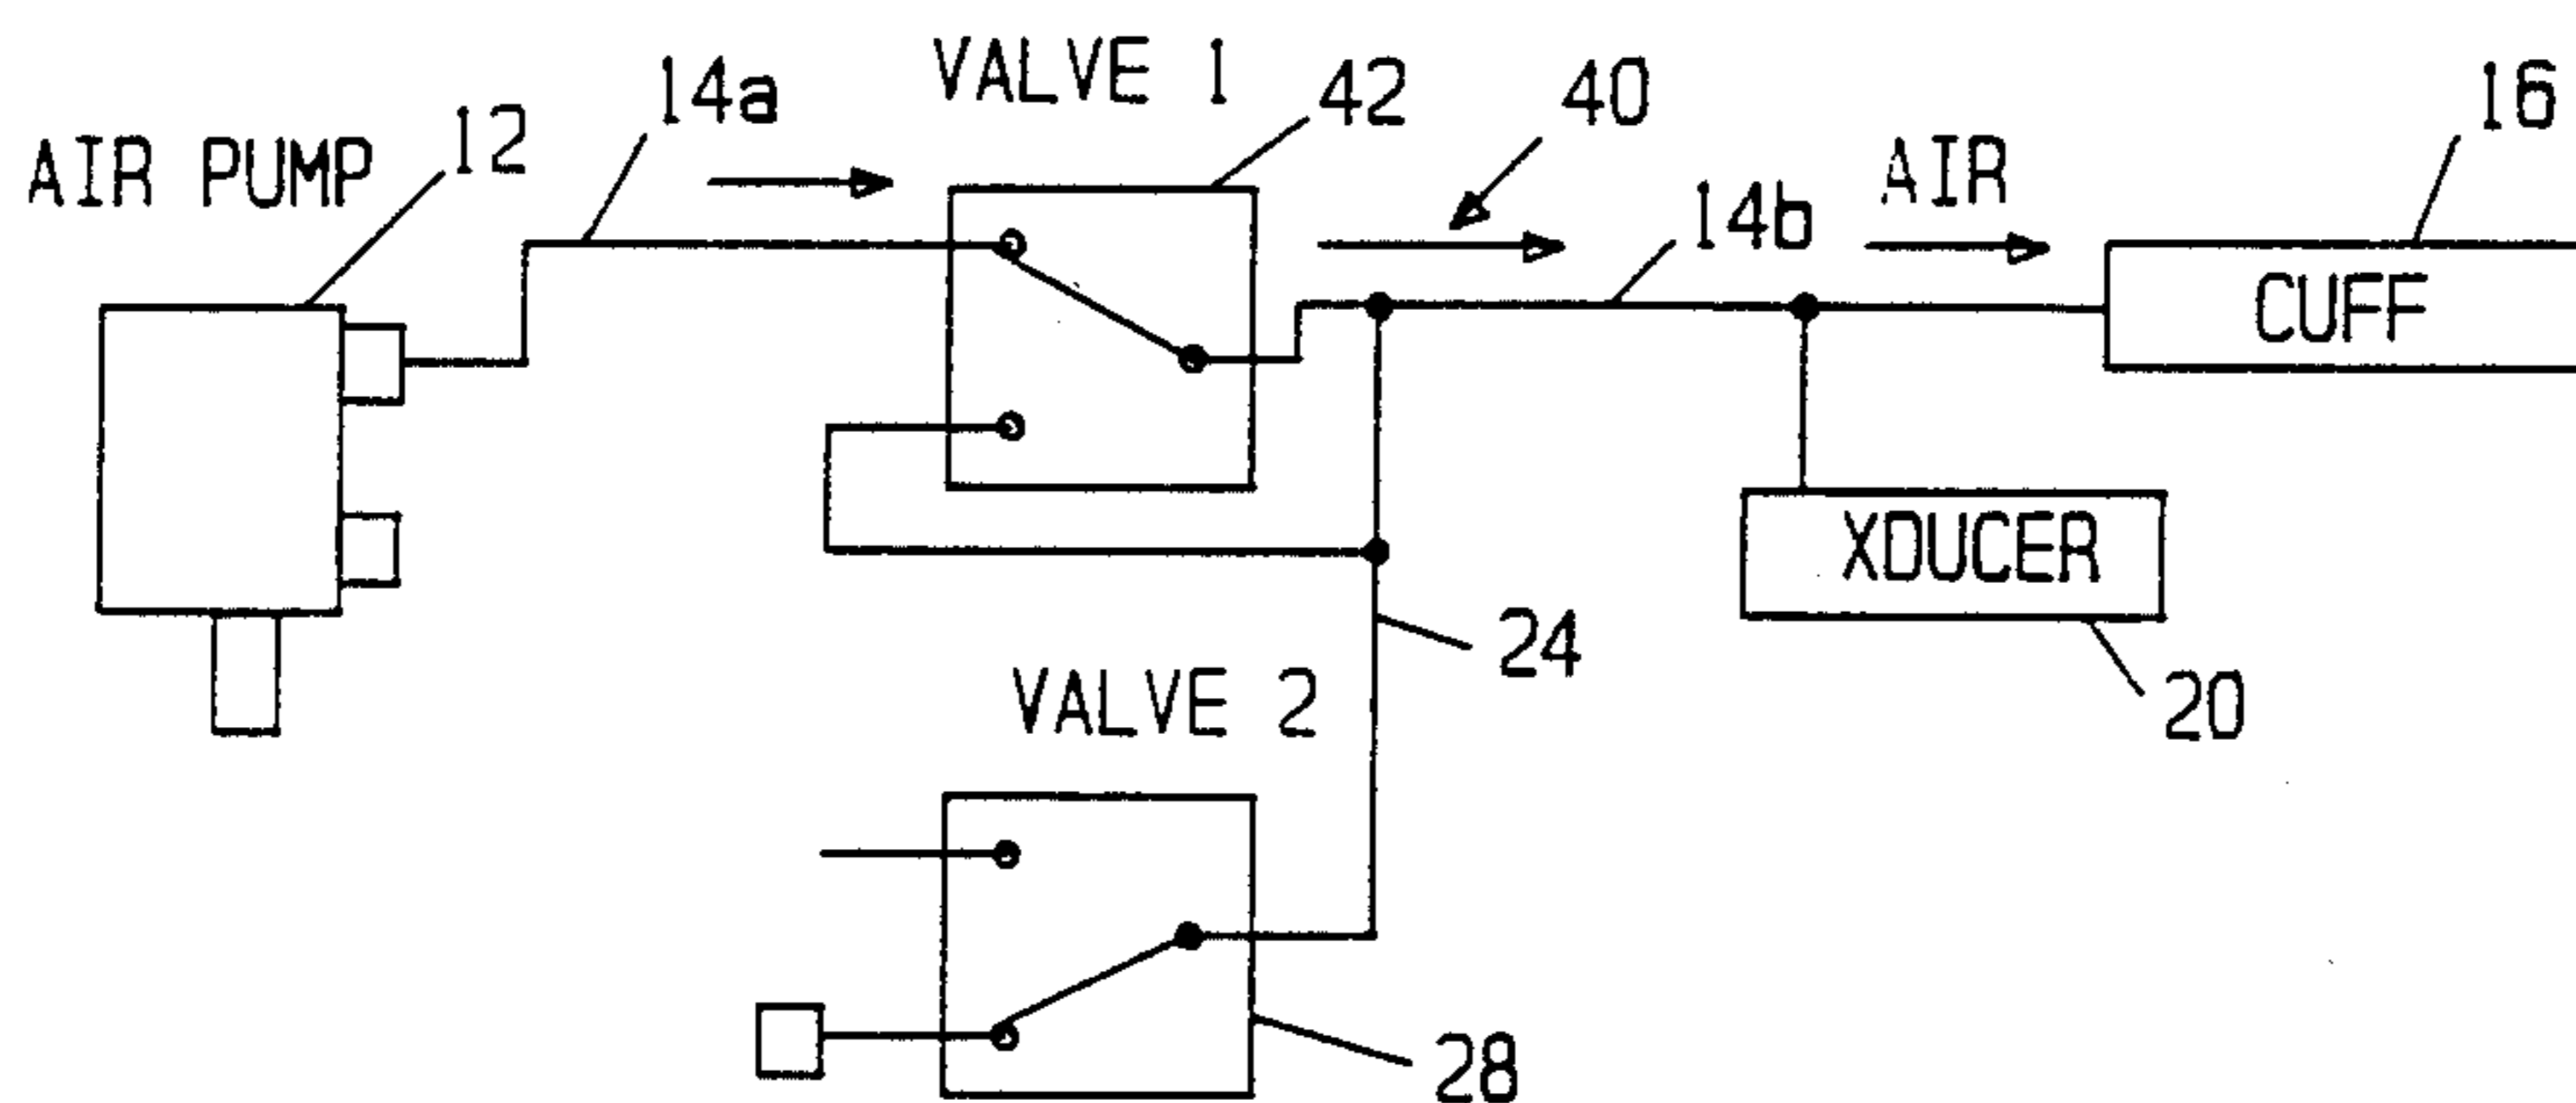 AIR PUMP
12
14a
VALVE 1
42
40
14b
AIR
16
CUFF
XDUCER
20
24
VALVE 2
28